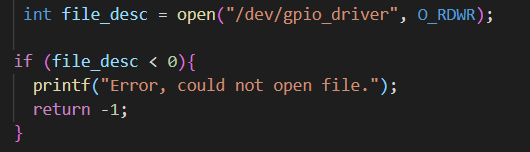 int file_desc = open("/dev/gpio_driver", O_RDWR);
if (file_desc < 0){
printf("Error, could not open file.");
return -1;
}